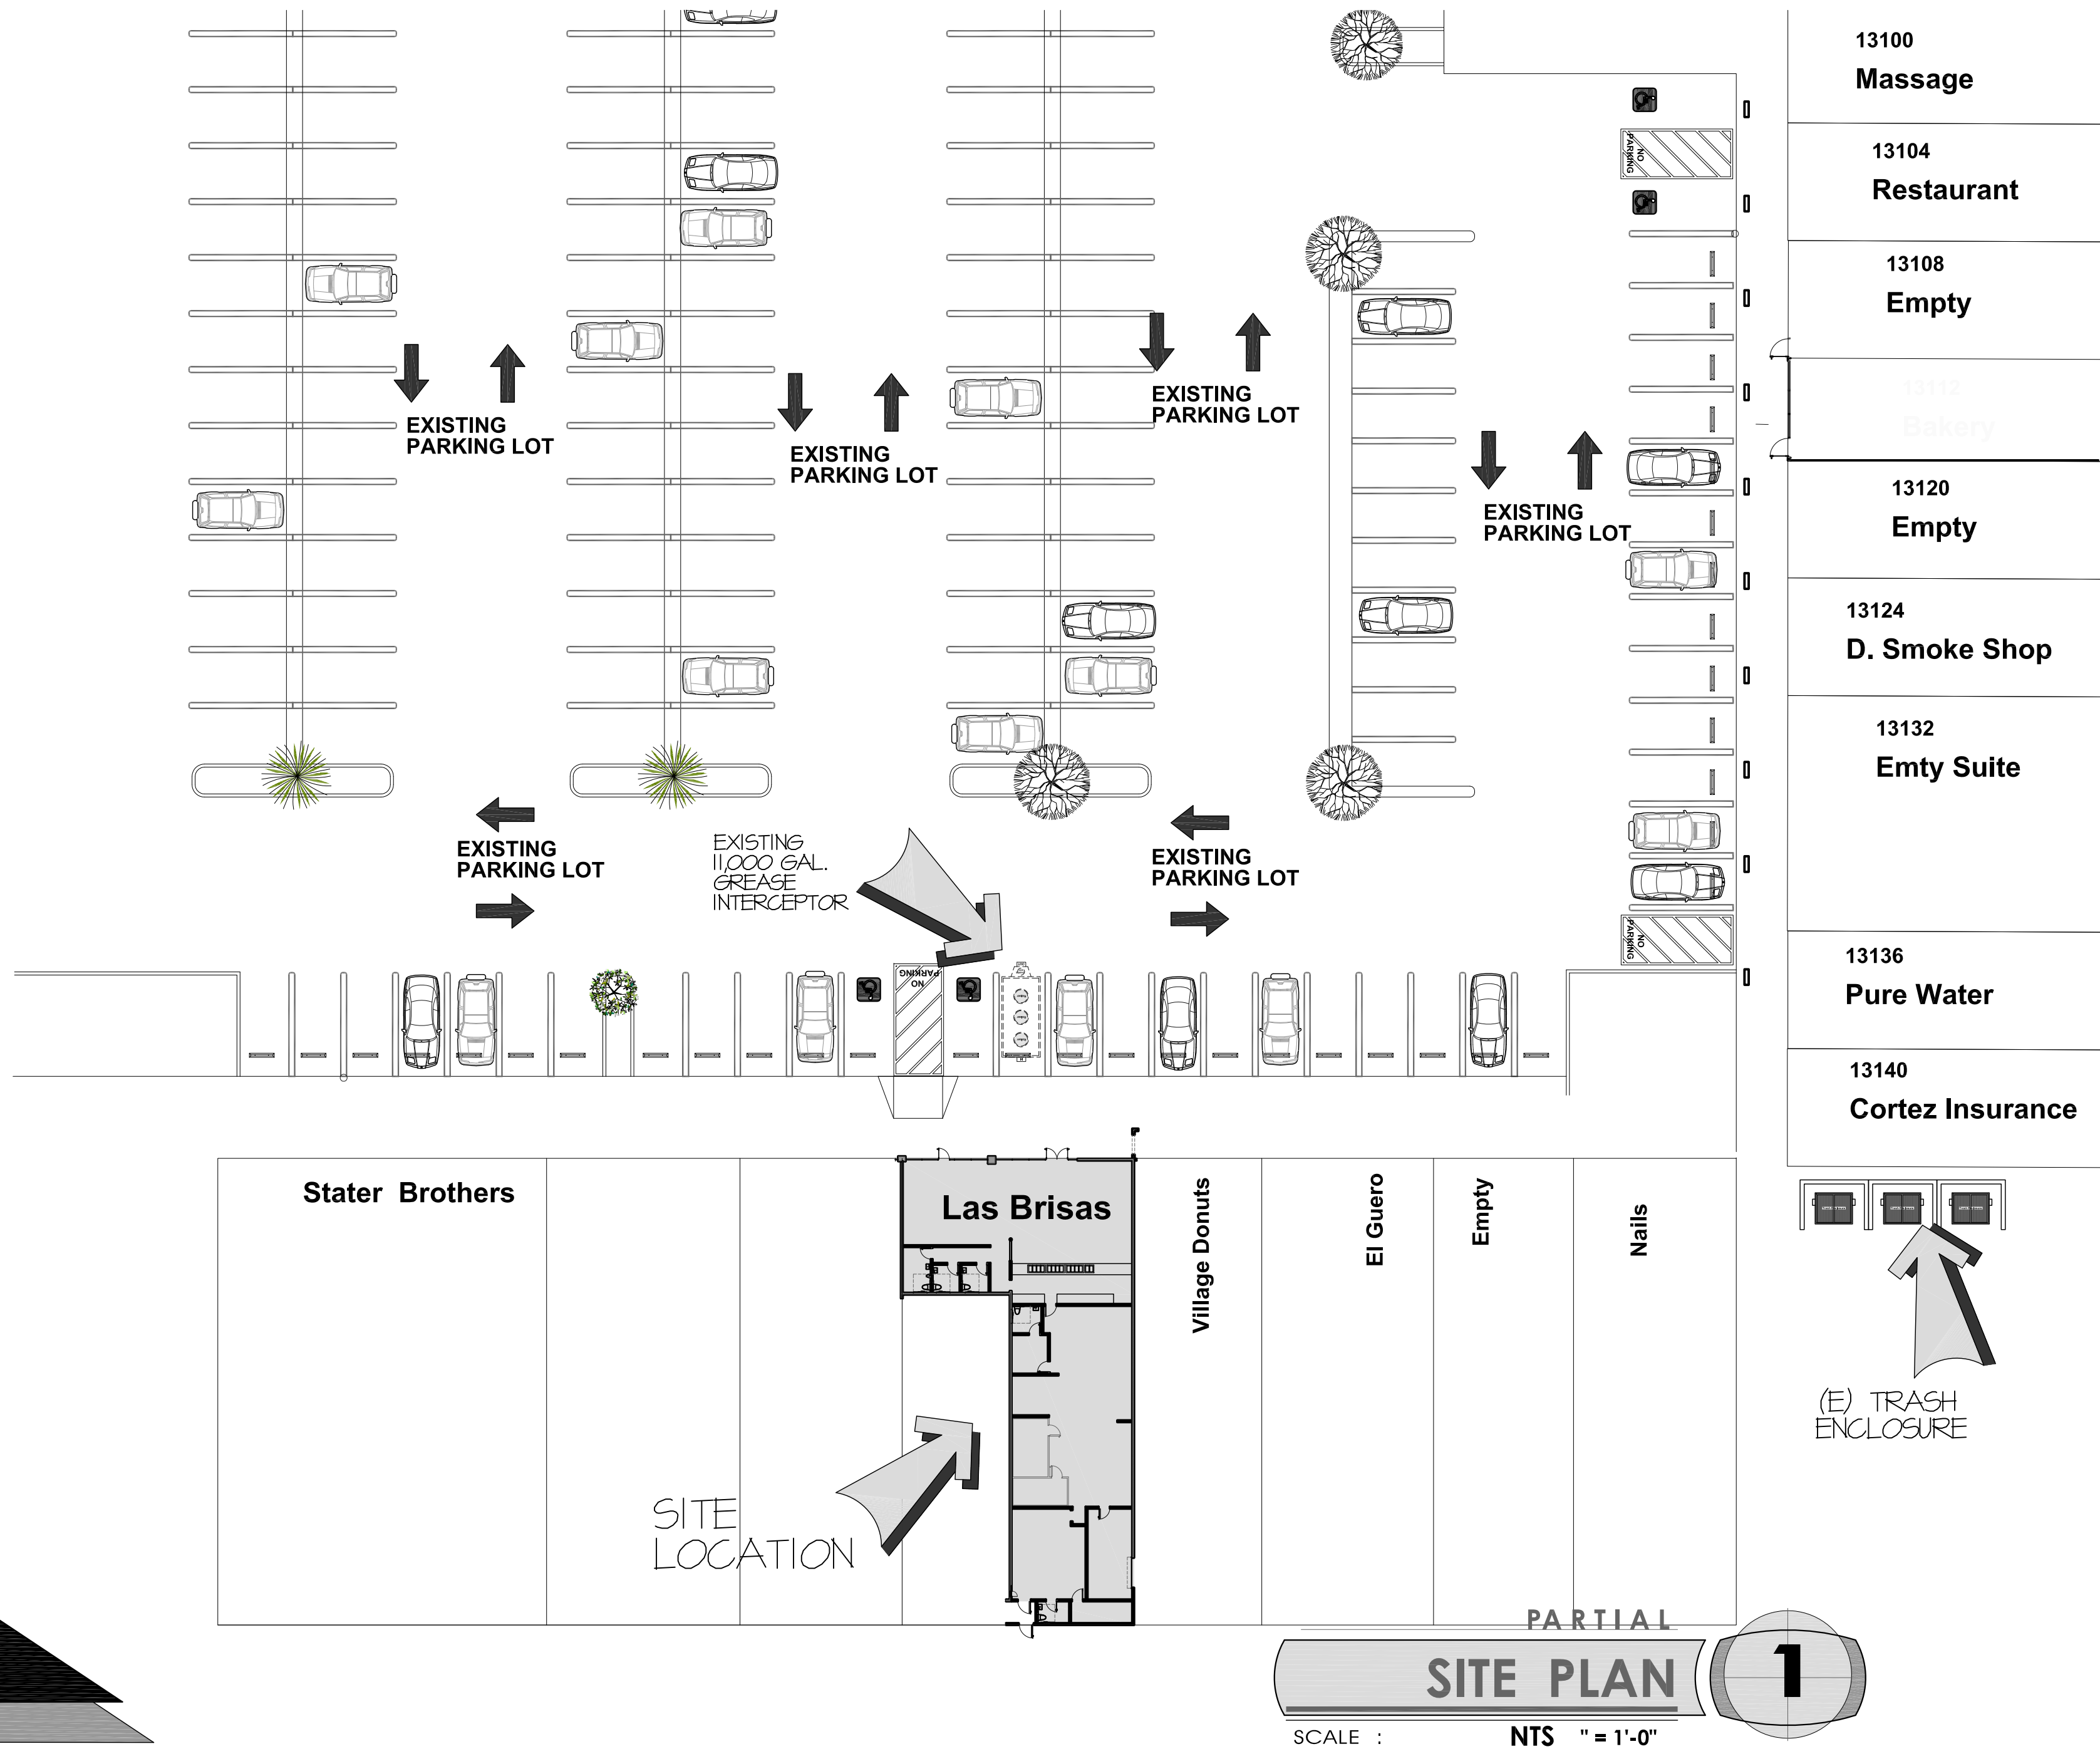 13100
Massage
13104
Restaurant
13108
Empty
13112
Bakery
13120
Empty
13124
D. Smoke Shop
13132
Emty Suite
13136
Pure Water
13140
Cortez Insurance
NO
PARKING
EXISTING
PARKING LOT
EXISTING
PARKING LOT
EXISTING
PARKING LOT
EXISTING
PARKING LOT
EXISTING
PARKING LOT
EXISTING
11,000 GAL.
GREASE
INTERCEPTOR
EXISTING
PARKING LOT
NO
PARKING
NO
PARKING
Stater Brothers
Las Brisas
Village Donuts
El Guero
Empty
Nails
(E) TRASH
ENCLOSURE
SITE
LOCATION
PARTIAL
SITE PLAN
1
SCALE : NTS " = 1'-0"